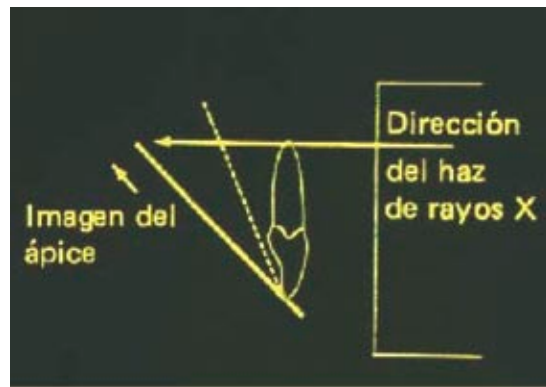 Dirección
del haz
de rayos X
Imagen del
ápice